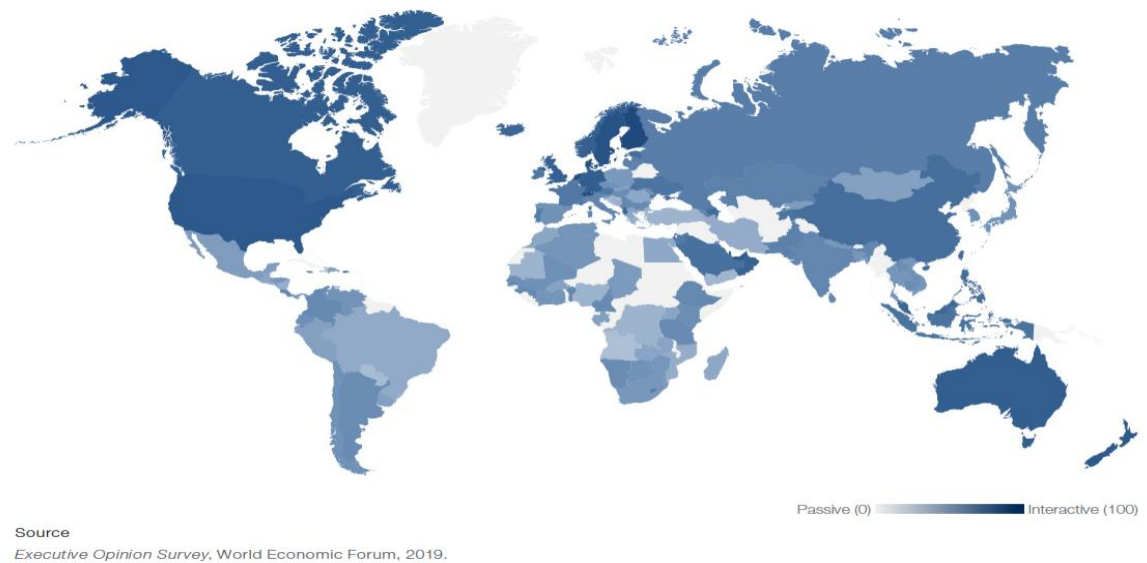 Passive (0) Interactive (100)
Source
Executive Opinion Survey, World Economic Forum, 2019.